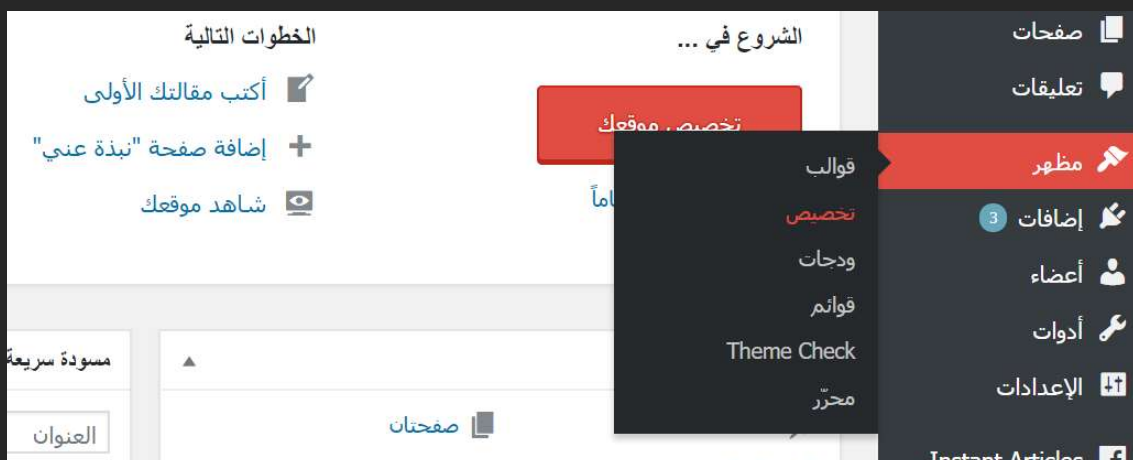 صفحات
تعليقات
مظهر
إضافات 3
أعضاء
أدوات
الإعدادات
Instant Articles
قوالب
تخصيص
ودجات
قوائم
Theme Check
محرّر
الشروع في ...
تخصيص موقعك
الخطوات التالية
أكتب مقالتك الأولى
إضافة صفحة "نبذة عني"
شاهد موقعك
صفحتان
مسودة سريعة
العنوان